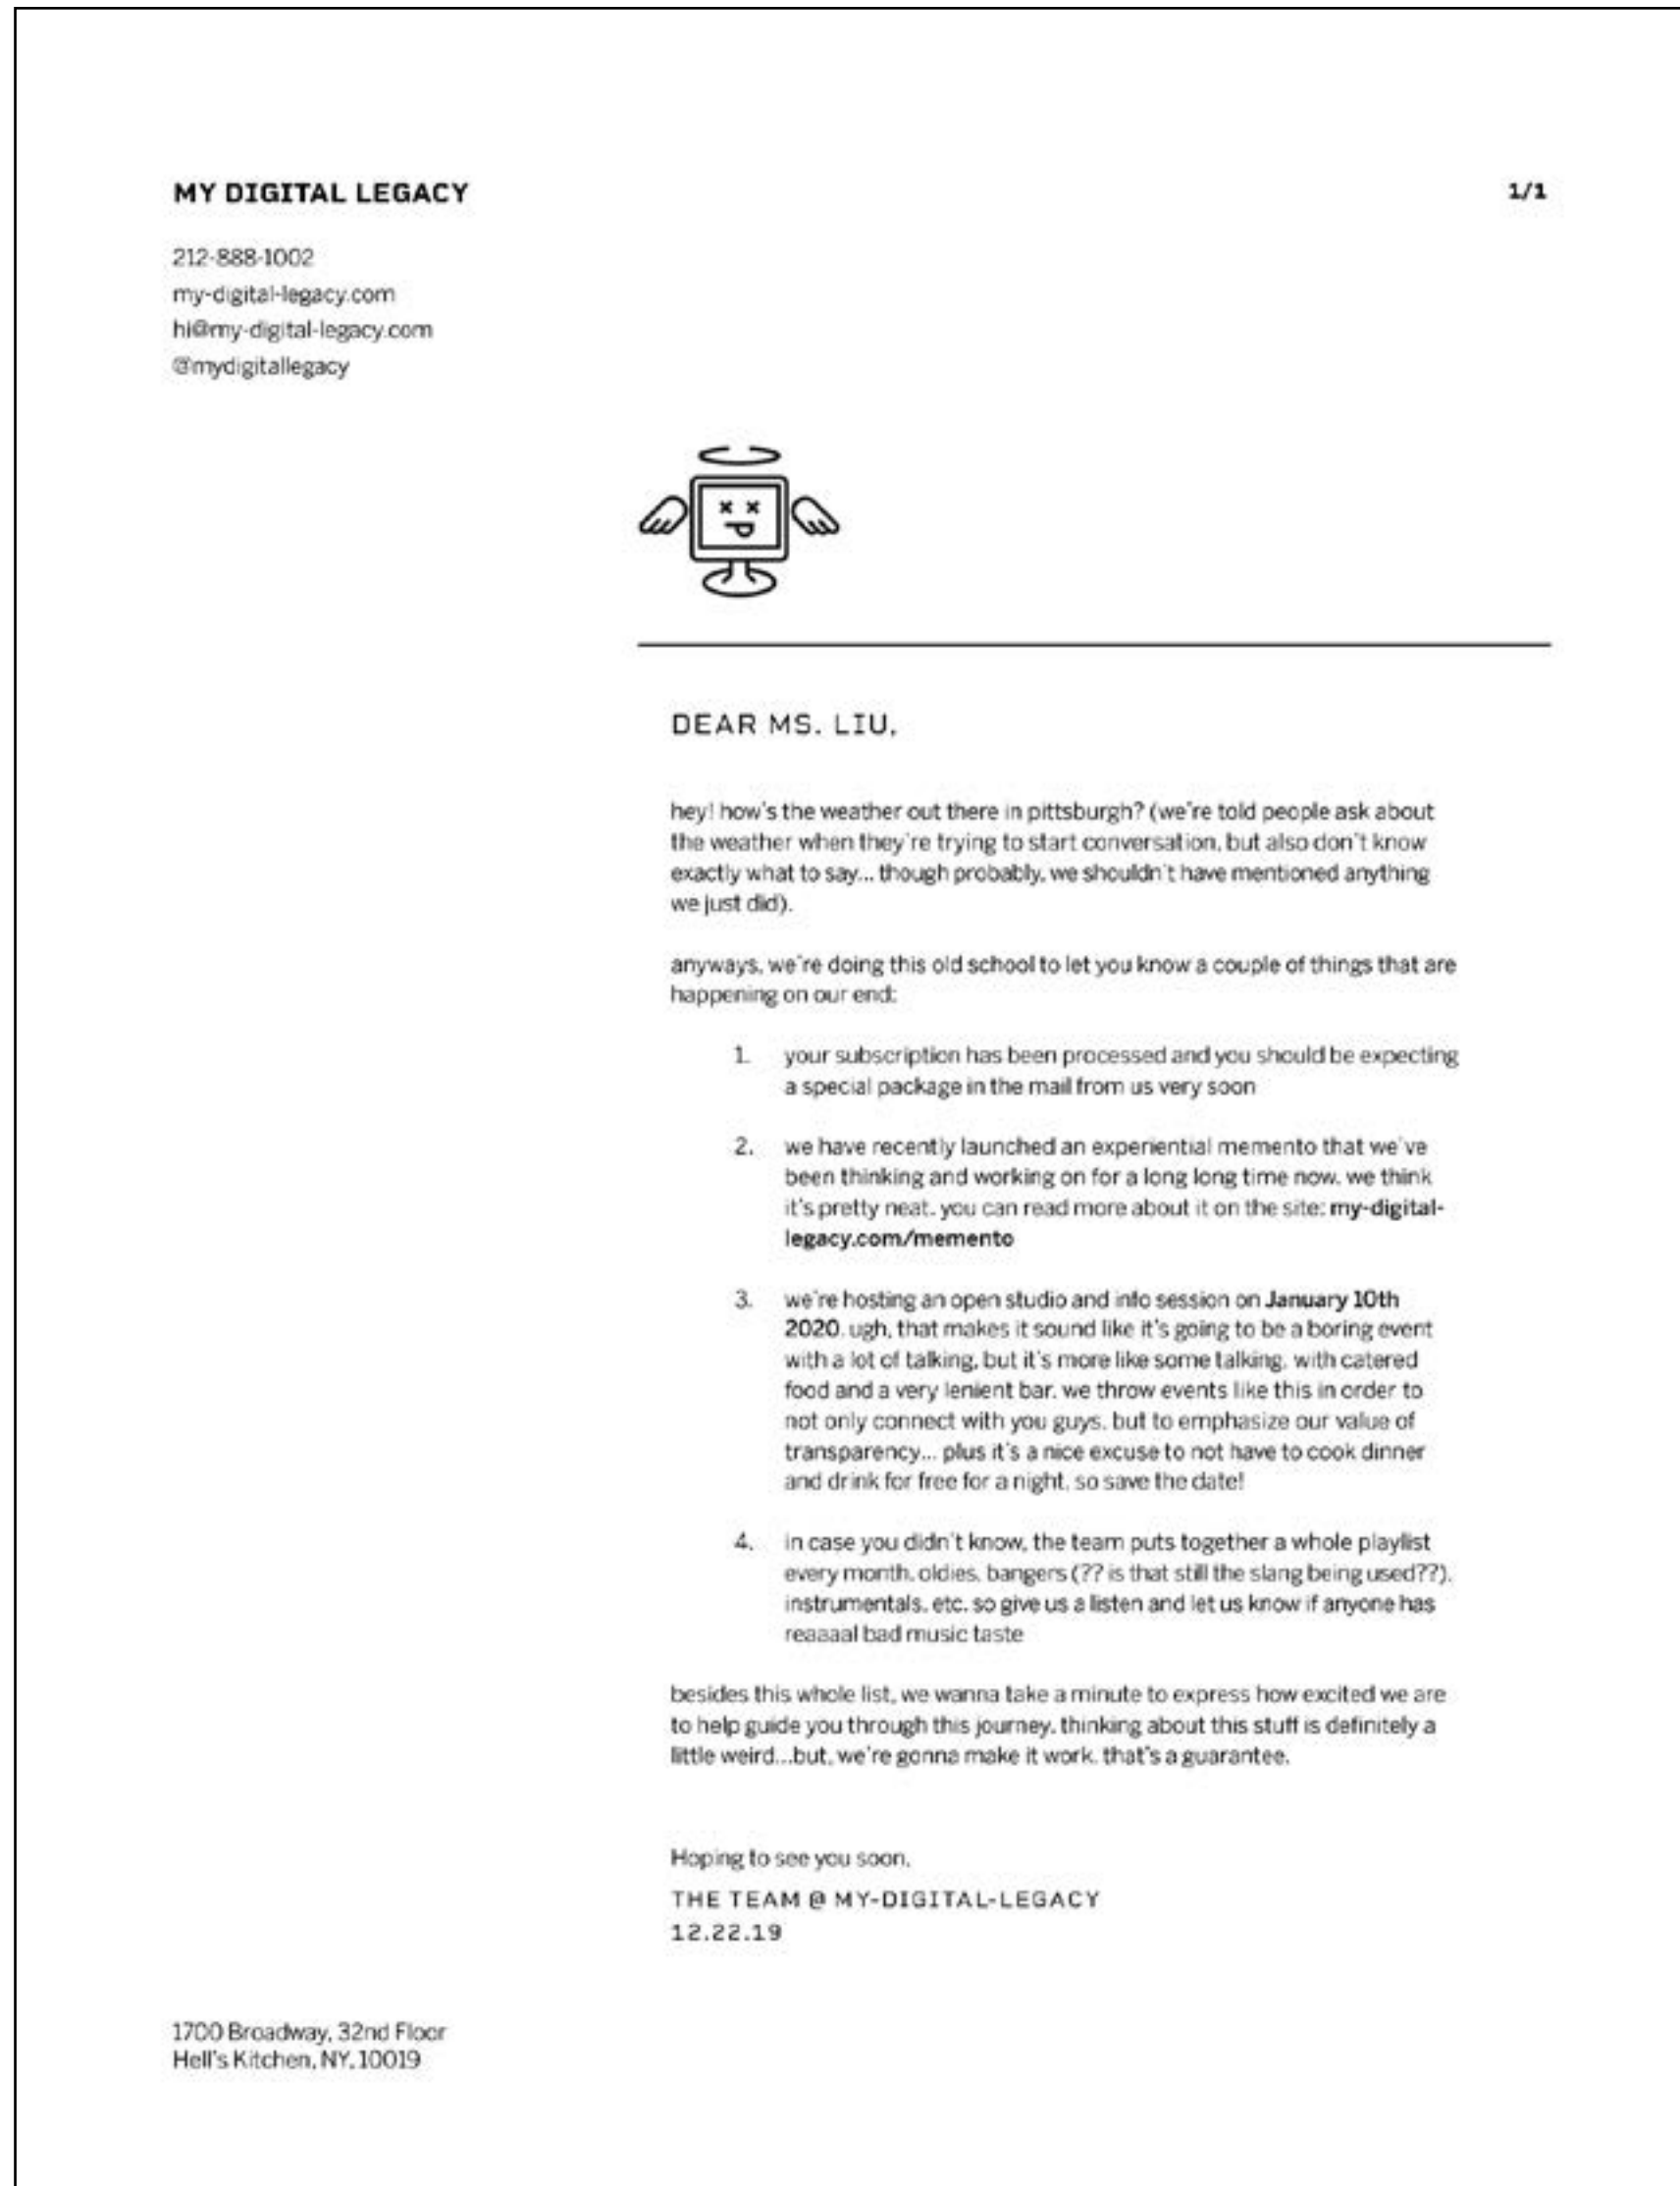 MY DIGITAL LEGACY
1/1
212-888-1002
my-digital-legacy.com
hi@my-digital-legacy.com
@mydigitallegacy
DEAR MS. LIU,
hey! how's the weather out there in pittsburgh? (we're told people ask about
the weather when they're trying to start conversation, but also don't know
exactly what to say... though probably, we shouldn't have mentioned anything
we just did).
anyways, we're doing this old school to let you know a couple of things that are
happening on our end:
1. your subscription has been processed and you should be expecting
a special package in the mail from us very soon
2. we have recently launched an experiential memento that we've
been thinking and working on for a long long time now. we think
it's pretty neat. you can read more about it on the site: my-digital-
legacy.com/memento
3. we're hosting an open studio and info session on January 10th
2020. ugh, that makes it sound like it's going to be a boring event
with a lot of talking, but it's more like some talking, with catered
food and a very lenient bar. we throw events like this in order to
not only connect with you guys, but to emphasize our value of
transparency... plus it's a nice excuse to not have to cook dinner
and drink for free for a night, so save the date!
4. in case you didn't know, the team puts together a whole playlist
every month. oldies, bangers (?? is that still the slang being used??),
instrumentals, etc. so give us a listen and let us know if anyone has
reaaaal bad music taste
besides this whole list, we wanna take a minute to express how excited we are
to help guide you through this journey. thinking about this stuff is definitely a
little weird...but, we're gonna make it work. that's a guarantee.
Hoping to see you soon,
THE TEAM @ MY-DIGITAL-LEGACY
12.22.19
1700 Broadway, 32nd Floor
Hell's Kitchen, NY, 10019